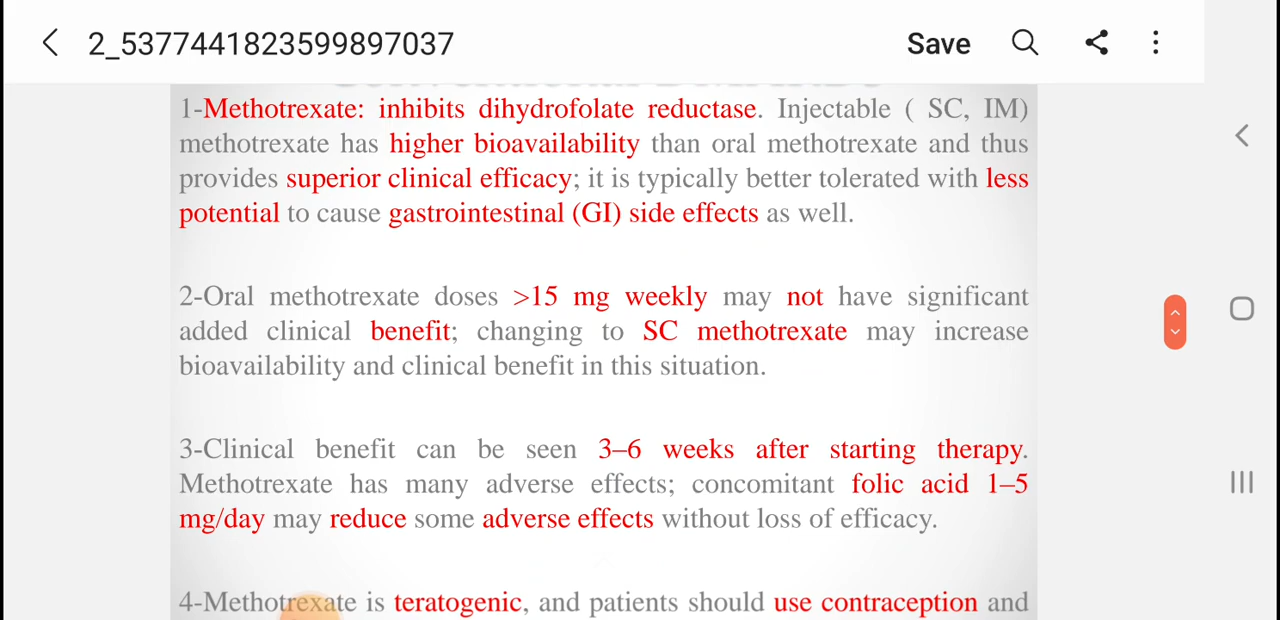 2_5377441823599897037
Save
1-Methotrexate: inhibits dihydrofolate reductase. Injectable ( SC, IM)
methotrexate has higher bioavailability than oral methotrexate and thus
provides superior clinical efficacy; it is typically better tolerated with less
potential to cause gastrointestinal (GI) side effects as well.
2-Oral methotrexate doses >15 mg weekly may not have significant
added clinical benefit; changing to SC methotrexate may increase
bioavailability and clinical benefit in this situation.
3-Clinical benefit can be seen 3–6 weeks after starting therapy.
Methotrexate has many adverse effects; concomitant folic acid 1–5
mg/day may reduce some adverse effects without loss of efficacy.
4-Methotrexate is teratogenic, and patients should use contraception and